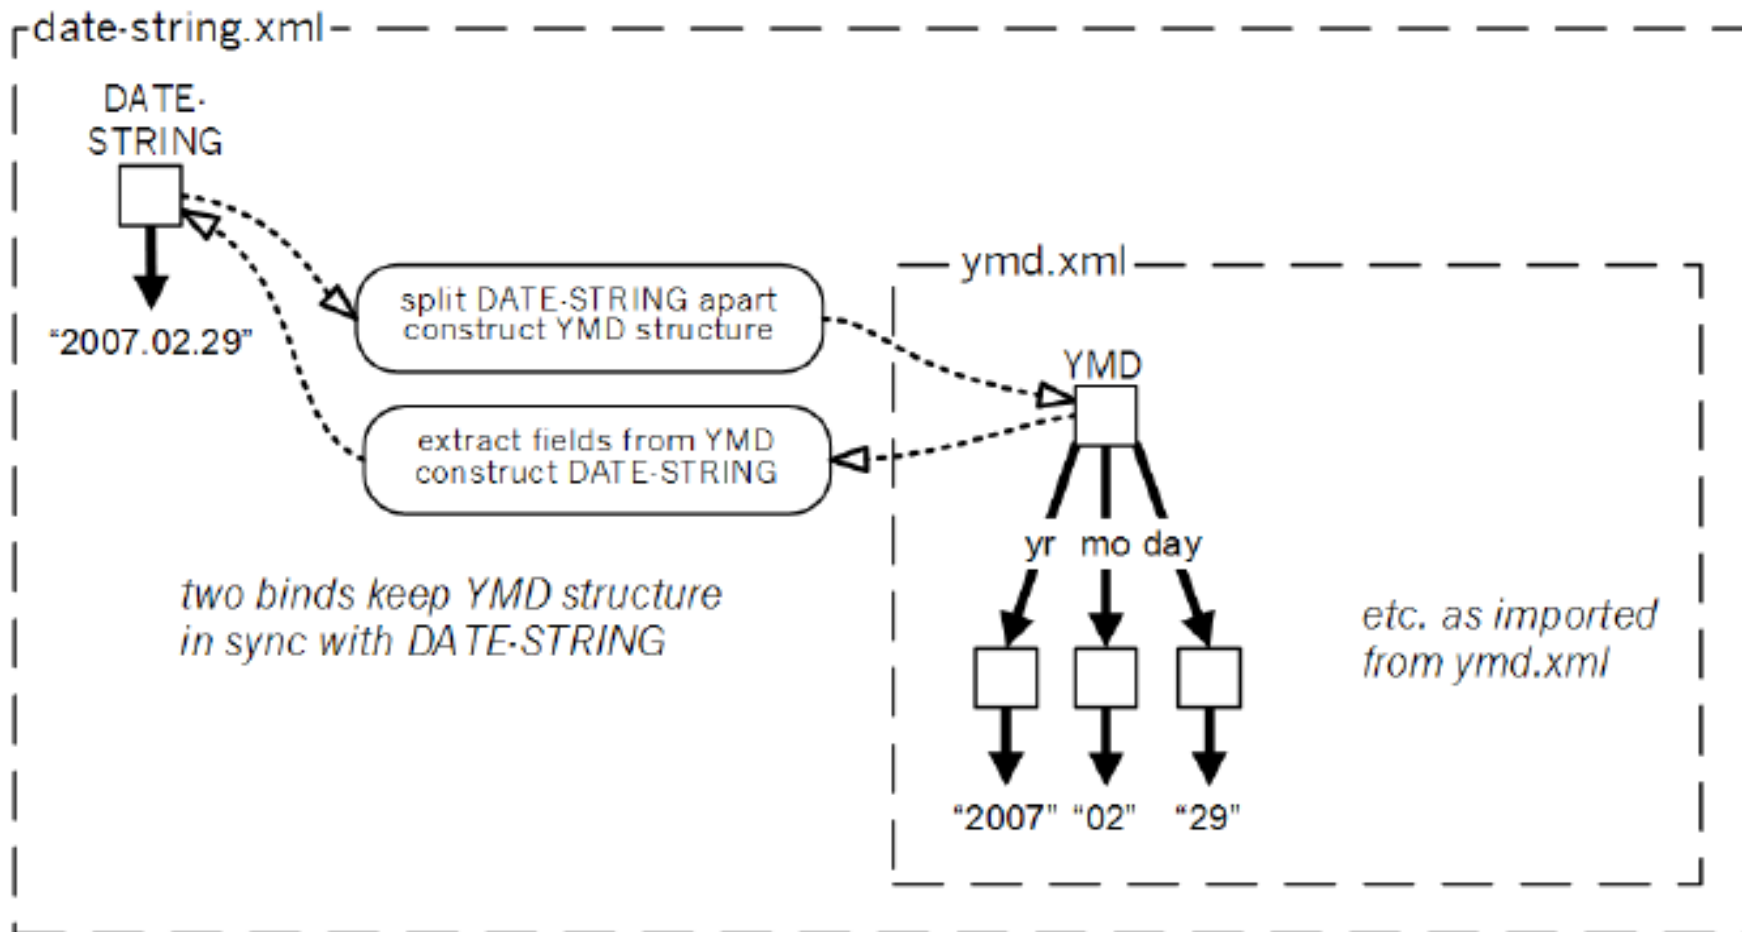 date-string.xml
DATE-
STRING
“2007.02.29”
split DATE-STRING apart
construct YMD structure
extract fields from YMD
construct DATE-STRING
two binds keep YMD structure
in sync with DATE-STRING
ymd.xml
YMD
yr mo day
“2007” “02” “29”
etc. as imported
from ymd.xml